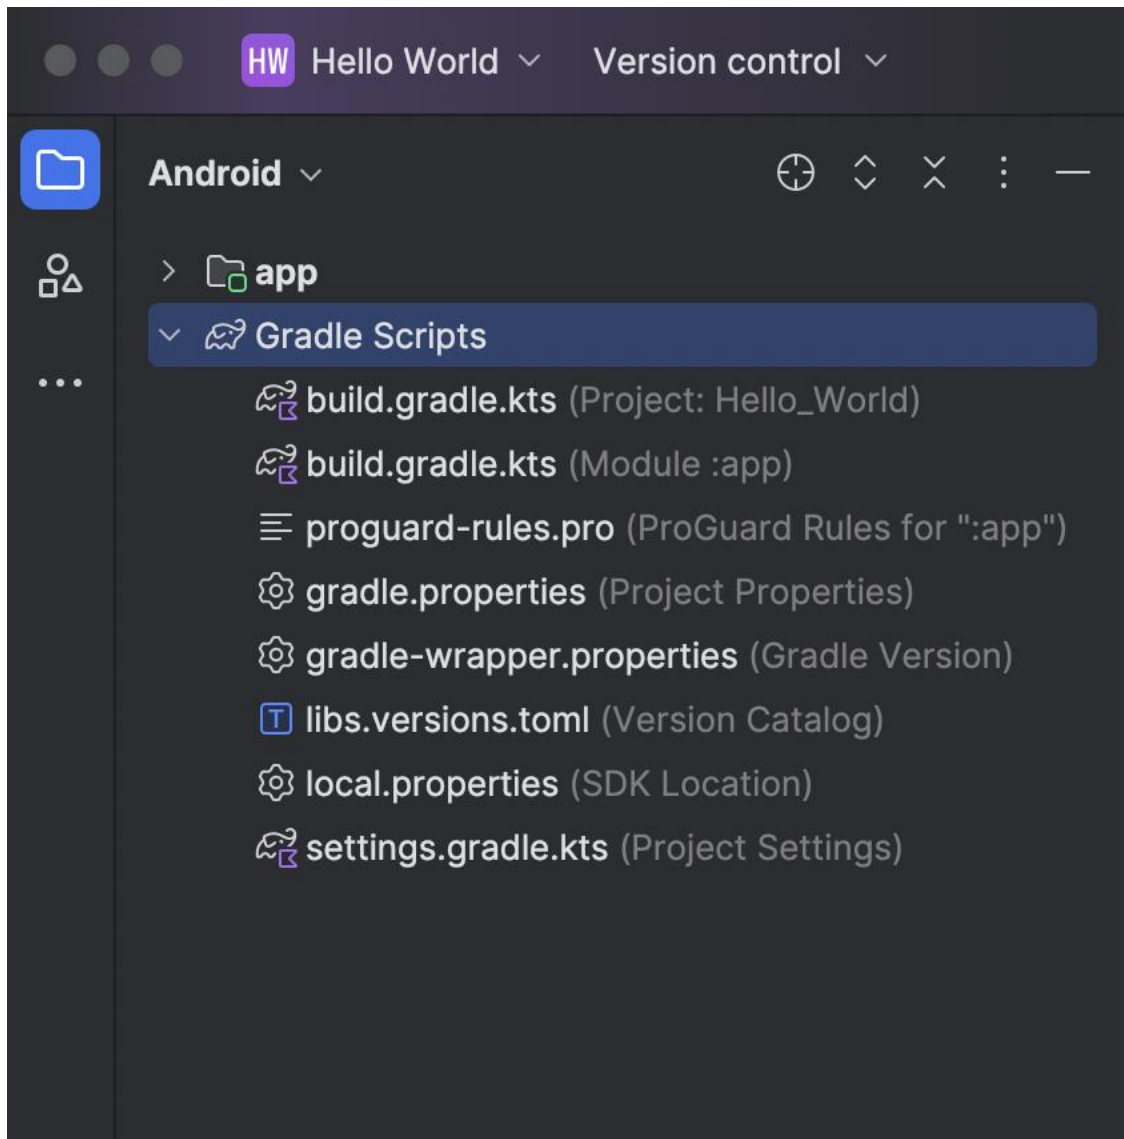 HW Hello World Version control
Android
app
Gradle Scripts
build.gradle.kts (Project: Hello_World)
build.gradle.kts (Module :app)
proguard-rules.pro (ProGuard Rules for ":app")
gradle.properties (Project Properties)
gradle-wrapper.properties (Gradle Version)
T libs.versions.toml (Version Catalog)
local.properties (SDK Location)
settings.gradle.kts (Project Settings)